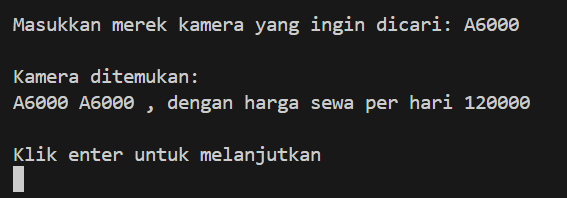 Masukkan merek kamera yang ingin dicari: A6000
Kamera ditemukan:
A6000 A6000 , dengan harga sewa per hari 120000
Klik enter untuk melanjutkan